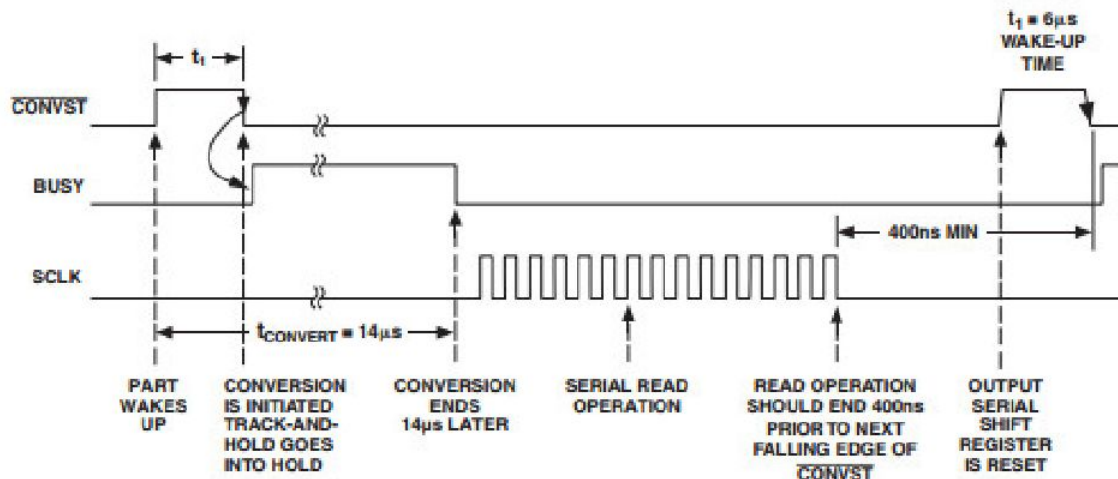 t1 = 6µs
WAKE-UP
TIME
t1
CONVST
BUSY
400ns MIN
SCLK
tCONVERT = 14µs
PART
WAKES
UP
CONVERSION
IS INITIATED
TRACK-AND-
HOLD GOES
INTO HOLD
CONVERSION
ENDS
14µs LATER
SERIAL READ
OPERATION
READ OPERATION
SHOULD END 400ns
PRIOR TO NEXT
FALLING EDGE OF
CONVST
OUTPUT
SERIAL
SHIFT
REGISTER
IS RESET